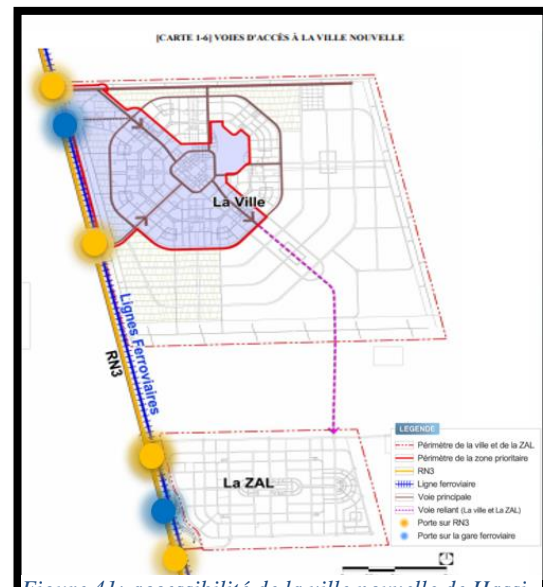 [CARTE 1-6] VOIES D'ACCÈS À LA VILLE NOUVELLE
La Ville
Lignes Ferroviaires
RN3
La ZAL
LEGENDE
Périmètre de la ville et de la ZAL
Périmètre de la zone prioritaire
RN3
Ligne ferroviaire
Voie principale
Voie reliant (La ville et La ZAL)
Porte sur RN3
Porte sur la gare ferroviaire
Figure 41e accessibilité de la ville nouvelle de Hassi